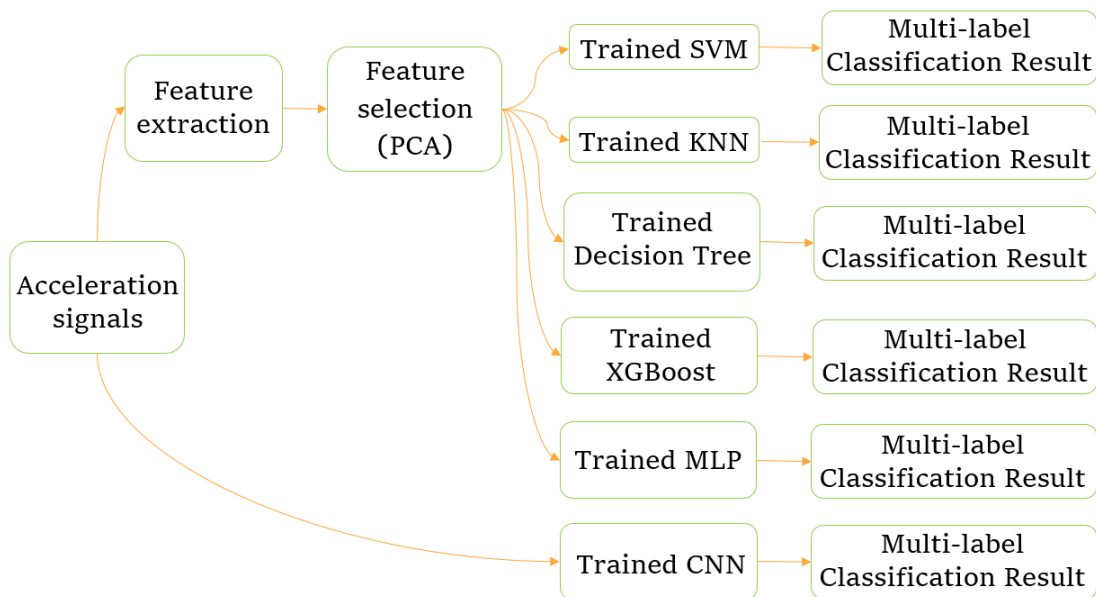 Acceleration
signals
Feature
extraction
Feature
selection
(PCA)
Trained SVM
Multi-label
Classification Result
Trained KNN
Multi-label
Classification Result
Trained
Decision Tree
Multi-label
Classification Result
Trained
XGBoost
Multi-label
Classification Result
Trained MLP
Multi-label
Classification Result
Trained CNN
Multi-label
Classification Result